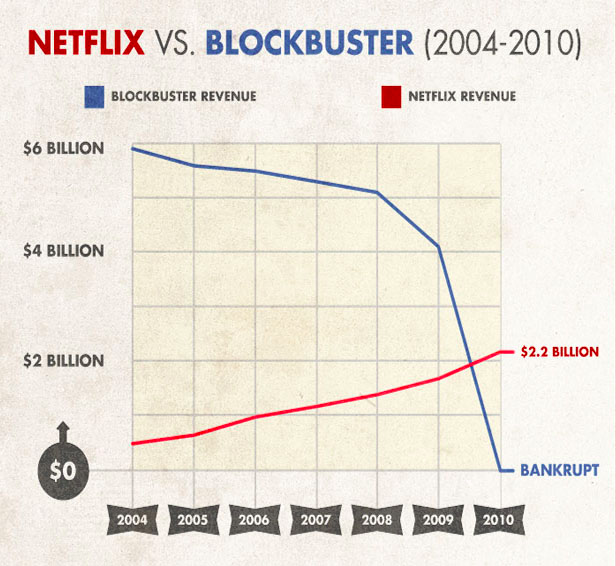 NETFLIX VS. BLOCKBUSTER (2004-2010)
BLOCKBUSTER REVENUE NETFLIX REVENUE
$6 BILLION
$4 BILLION
$2 BILLION
$2.2 BILLION
$0
BANKRUPT
2004 2005 2006 2007 2008 2009 2010